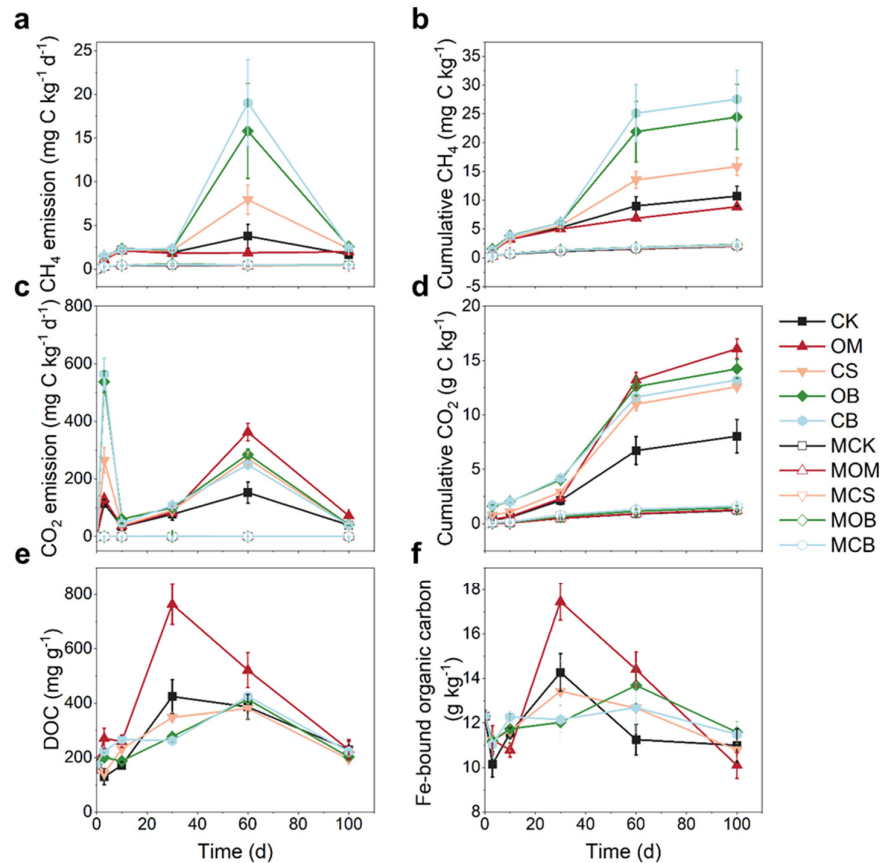 a
CH₄ emission (mg C kg⁻¹ d⁻¹)
25
20
15
10
5
0
b
Cumulative CH₄ (mg C kg⁻¹)
35
30
25
20
15
10
5
0
-5
c
CO₂ emission (mg C kg⁻¹ d⁻¹)
800
600
400
200
0
d
Cumulative CO₂ (g C kg⁻¹)
20
15
10
5
0
CK
OM
CS
OB
CB
MCK
MOM
MCS
MOB
MCB
e
DOC (mg g⁻¹)
800
600
400
200
0
0 20 40 60 80 100
Time (d)
f
Fe-bound organic carbon
(g kg⁻¹)
18
16
14
12
10
8
0 20 40 60 80 100
Time (d)